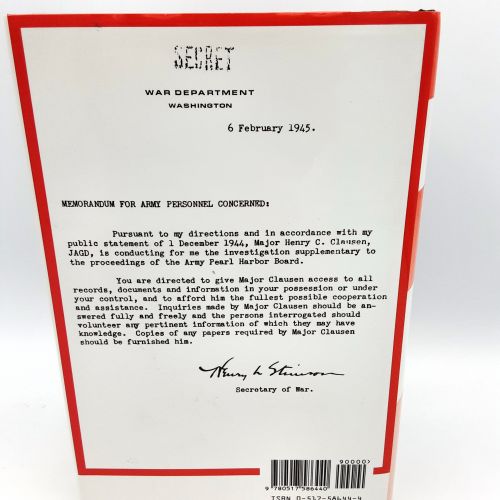 SECRET
WAR DEPARTMENT
WASHINGTON
6 February 1945.
MEMORANDUM FOR ARMY PERSONNEL CONCERNED:
Pursuant to my directions and in accordance with my
public statement of 1 December 1944, Major Henry C. Clausen,
JAGD, is conducting for me the investigation supplementary to
the proceedings of the Army Pearl Harbor Board.
You are directed to give Major Clausen access to all
records, documents and information in your possession or under
your control, and to afford him the fullest possible cooperation
and assistance. Inquiries made by Major Clausen should be an-
swered fully and freely and the persons interrogated should
volunteer any pertinent information of which they may have
knowledge. Copies of any papers required by Major Clausen
should be furnished him.
Henry L Stimson
Secretary of War.
90000>
9 780517 586440
ISBN 0-517-58644-4